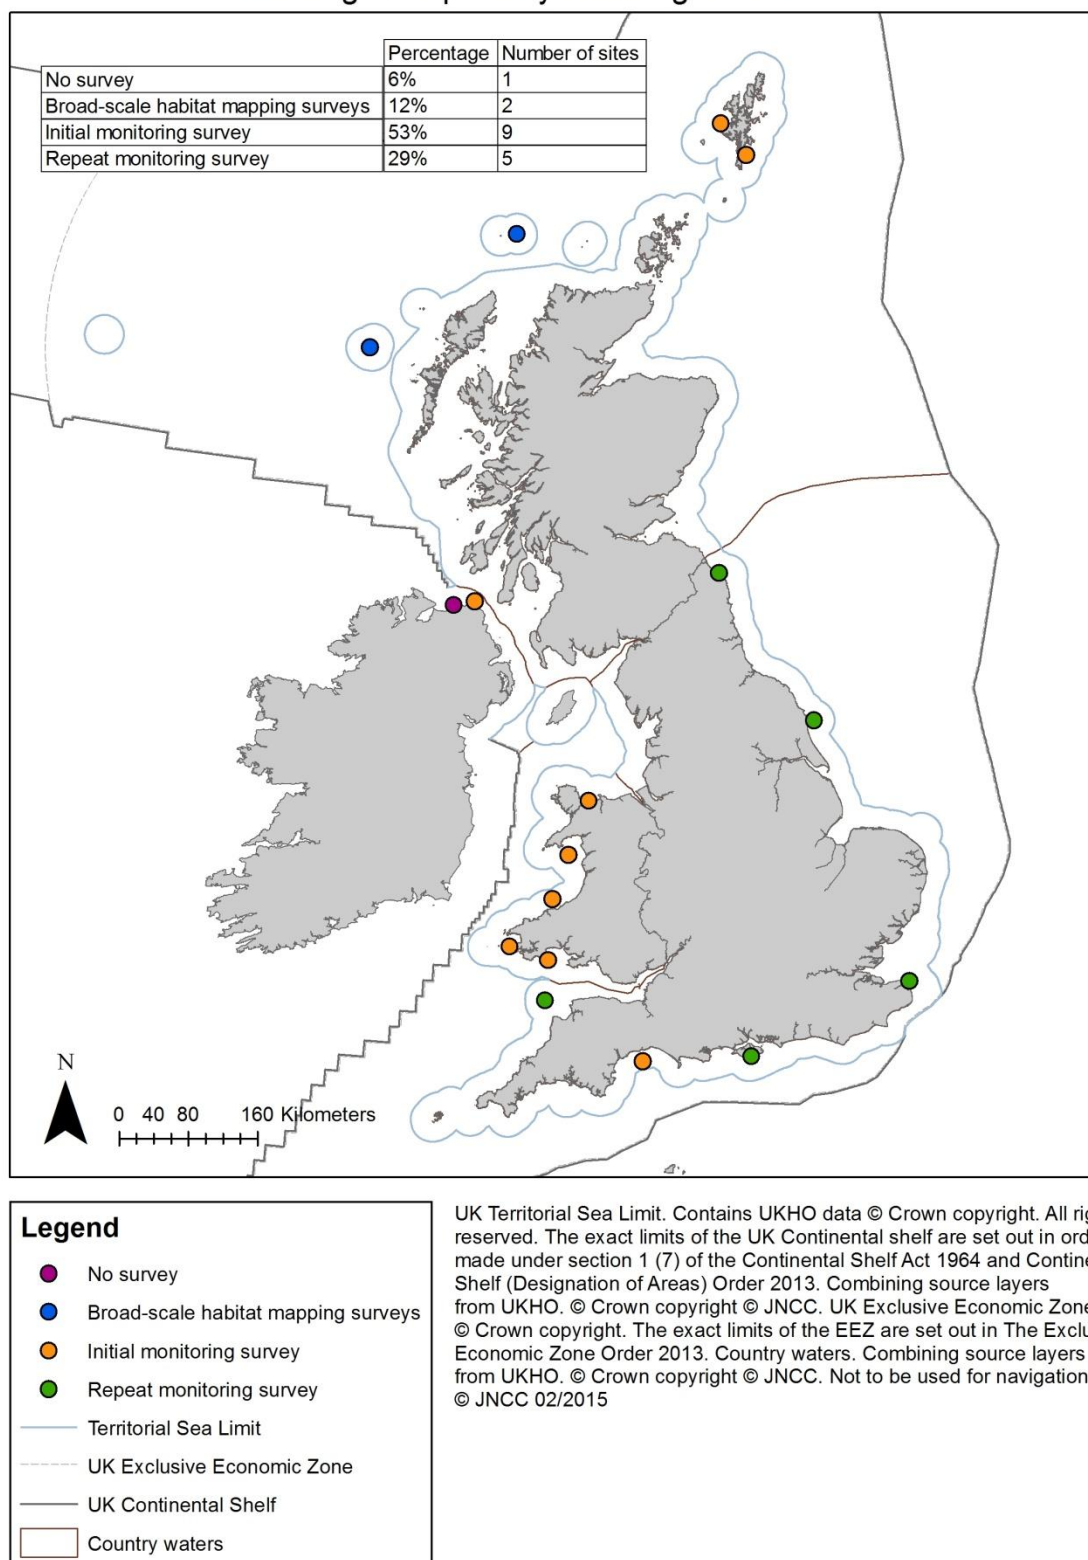 Percentage Number of sites
No survey 6% 1
Broad-scale habitat mapping surveys 12% 2
Initial monitoring survey 53% 9
Repeat monitoring survey 29% 5
N
0 40 80 160 Kilometers
Legend
No survey
Broad-scale habitat mapping surveys
Initial monitoring survey
Repeat monitoring survey
Territorial Sea Limit
UK Exclusive Economic Zone
UK Continental Shelf
Country waters
UK Territorial Sea Limit. Contains UKHO data © Crown copyright. All
reserved. The exact limits of the UK Continental shelf are set out in
made under section 1 (7) of the Continental Shelf Act 1964 and
Shelf (Designation of Areas) Order 2013. Combining source layers
from UKHO. © Crown copyright © JNCC. UK Exclusive Economic Zone
© Crown copyright. The exact limits of the EEZ are set out in The
Economic Zone Order 2013. Country waters. Combining source layers
from UKHO. © Crown copyright © JNCC. Not to be used for navigation
© JNCC 02/2015